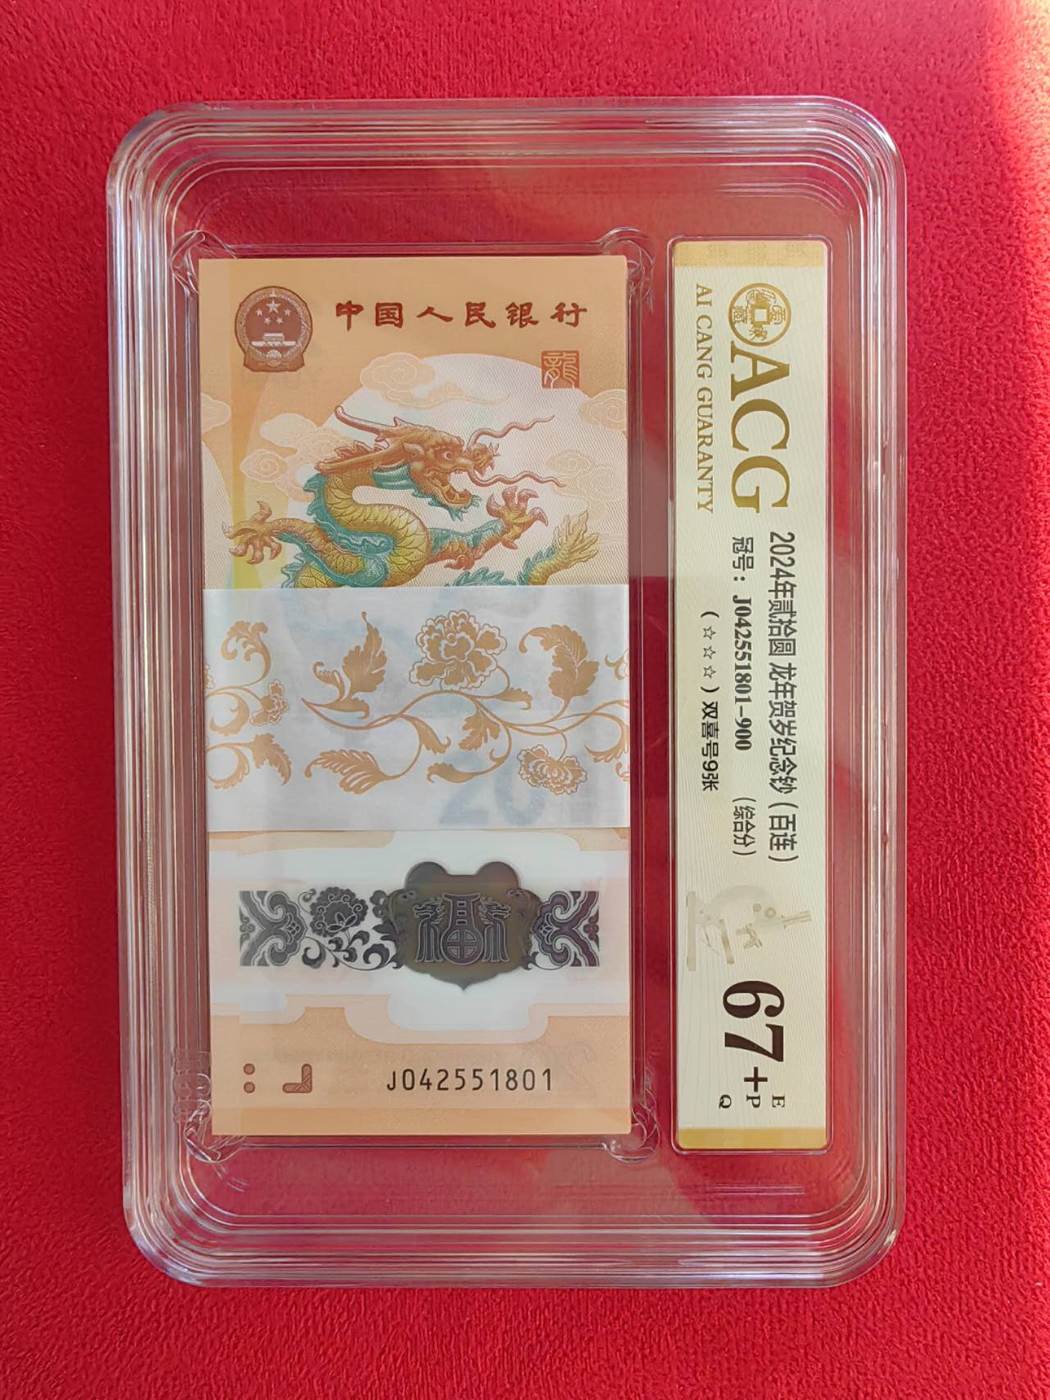 中国人民银行
龍
20
福
J042551801
ACG
AI CANG GUARANTY
2024年贰拾圆 龙年贺岁纪念钞（百连）
冠号：J042551801-900 （综合分）
（☆☆☆）双喜号9张
67+
E
P
Q